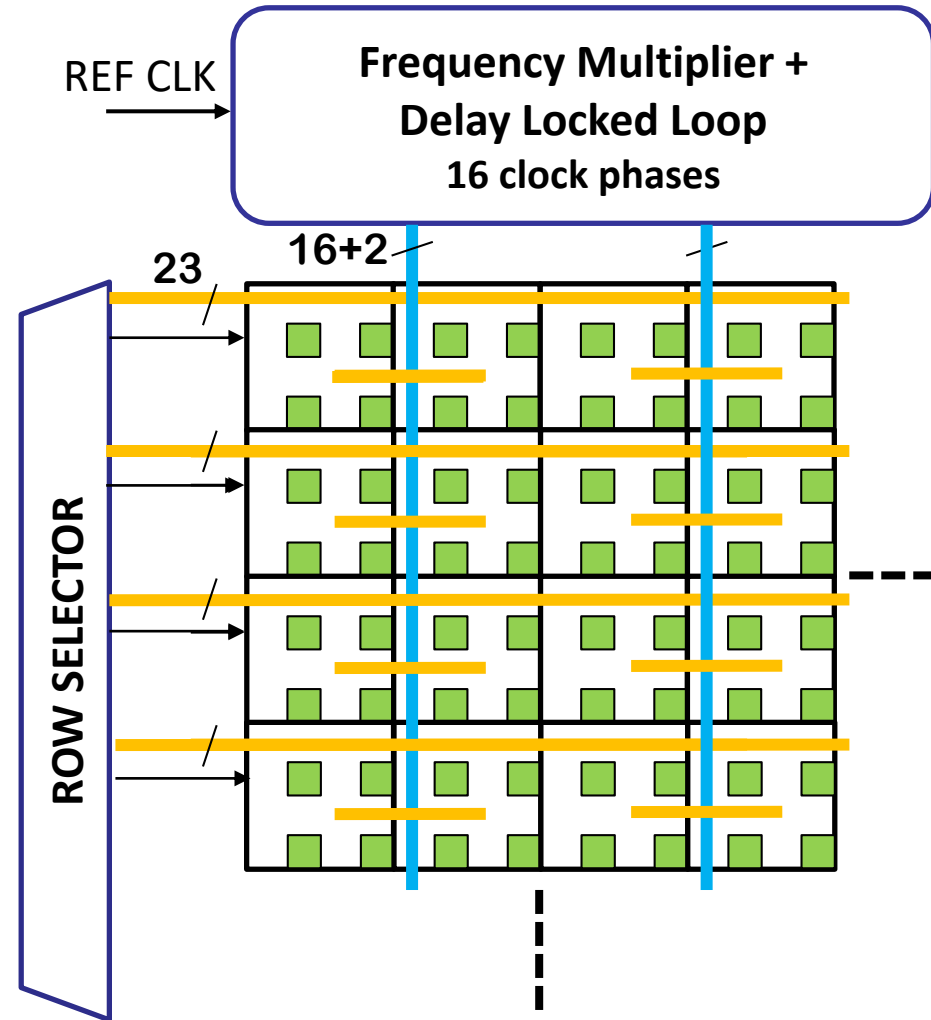 Frequency Multiplier +
Delay Locked Loop
16 clock phases
REF CLK
16+2
23
ROW SELECTOR